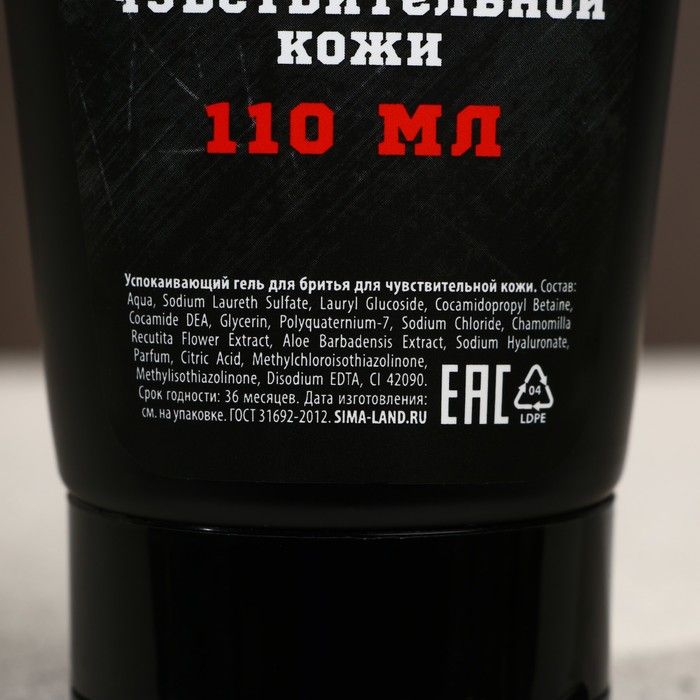 чувствительной
кожи
110 мл
Успокаивающий гель для бритья для чувствительной кожи. Состав:
Aqua, Sodium Laureth Sulfate, Lauryl Glucoside, Cocamidopropyl Betaine,
Cocamide DEA, Glycerin, Polyquaternium-7, Sodium Chloride, Chamomilla
Recutita Flower Extract, Aloe Barbadensis Extract, Sodium Hyaluronate,
Parfum, Citric Acid, Methylchloroisothiazolinone,
Methylisothiazolinone, Disodium EDTA, CI 42090.
Срок годности: 36 месяцев. Дата изготовления:
см. на упаковке. ГОСТ 31692-2012. SIMA-LAND.RU
EAC
04
LDPE